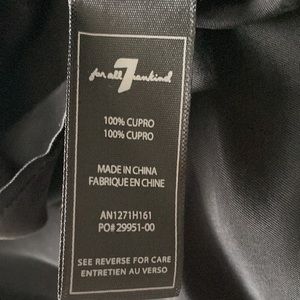 7
for all mankind
100% CUPRO
100% CUPRO
MADE IN CHINA
FABRIQUE EN CHINE
AN1271H161
PO# 29951-00
SEE REVERSE FOR CARE
ENTRETIEN AU VERSO